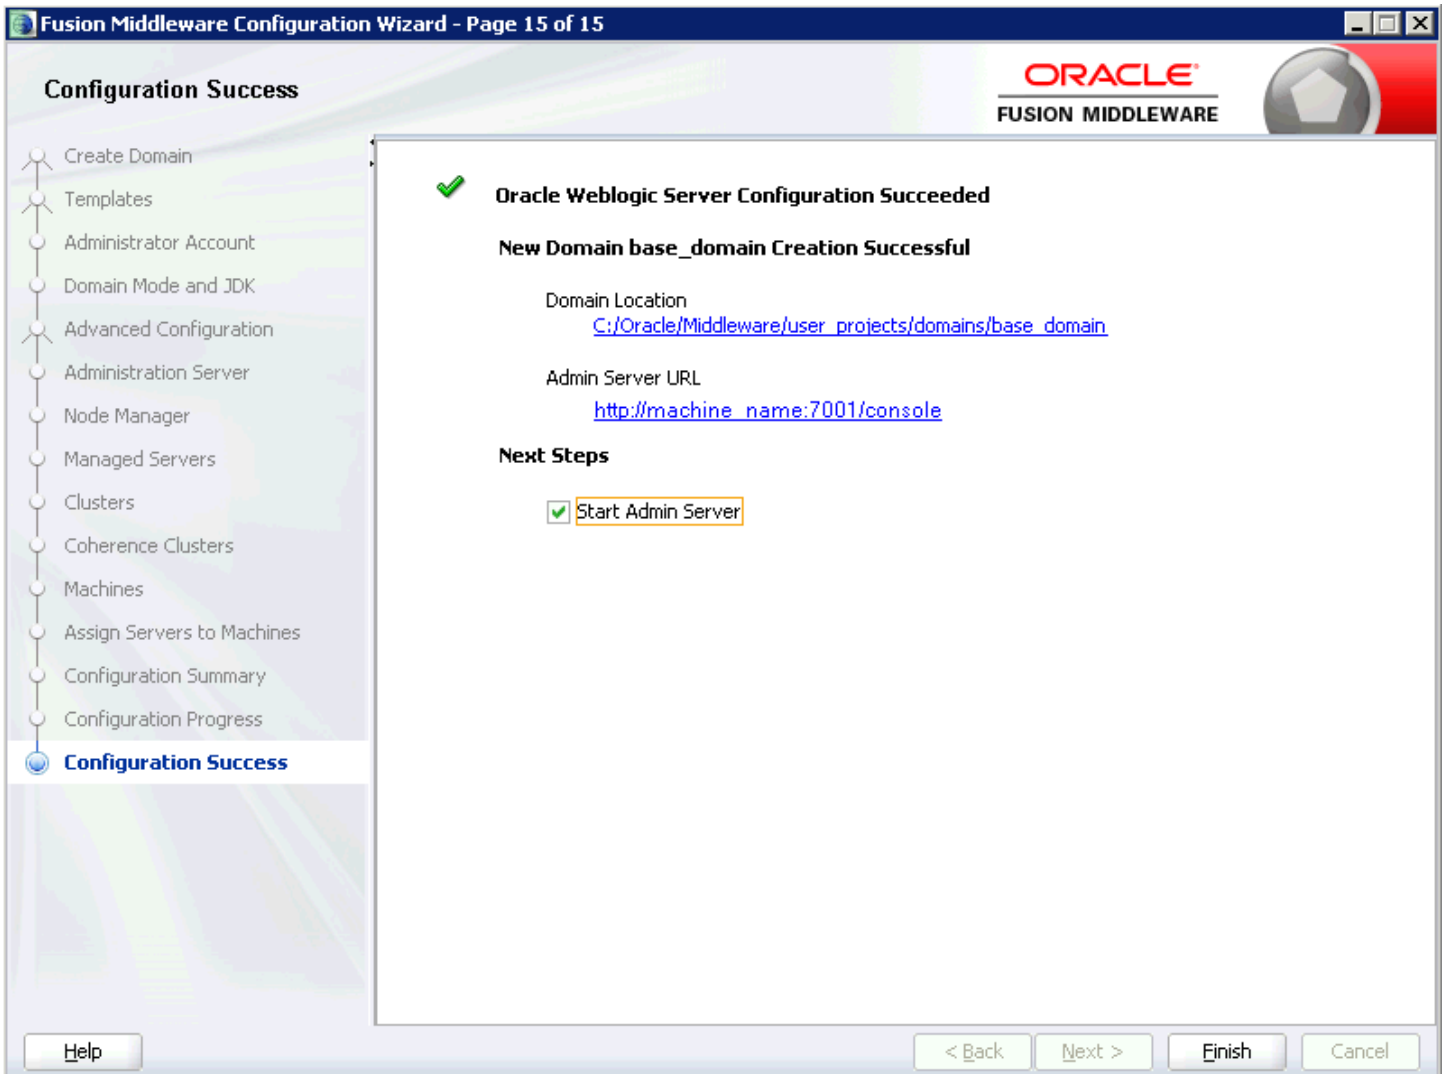 Fusion Middleware Configuration Wizard - Page 15 of 15
Configuration Success
ORACLE
FUSION MIDDLEWARE
Create Domain
Templates
Administrator Account
Domain Mode and JDK
Advanced Configuration
Administration Server
Node Manager
Managed Servers
Clusters
Coherence Clusters
Machines
Assign Servers to Machines
Configuration Summary
Configuration Progress
Configuration Success
Oracle Weblogic Server Configuration Succeeded
New Domain base_domain Creation Successful
Domain Location
C:/Oracle/Middleware/user_projects/domains/base_domain
Admin Server URL
http://machine_name:7001/console
Next Steps
Start Admin Server
Help
< Back
Next >
Finish
Cancel